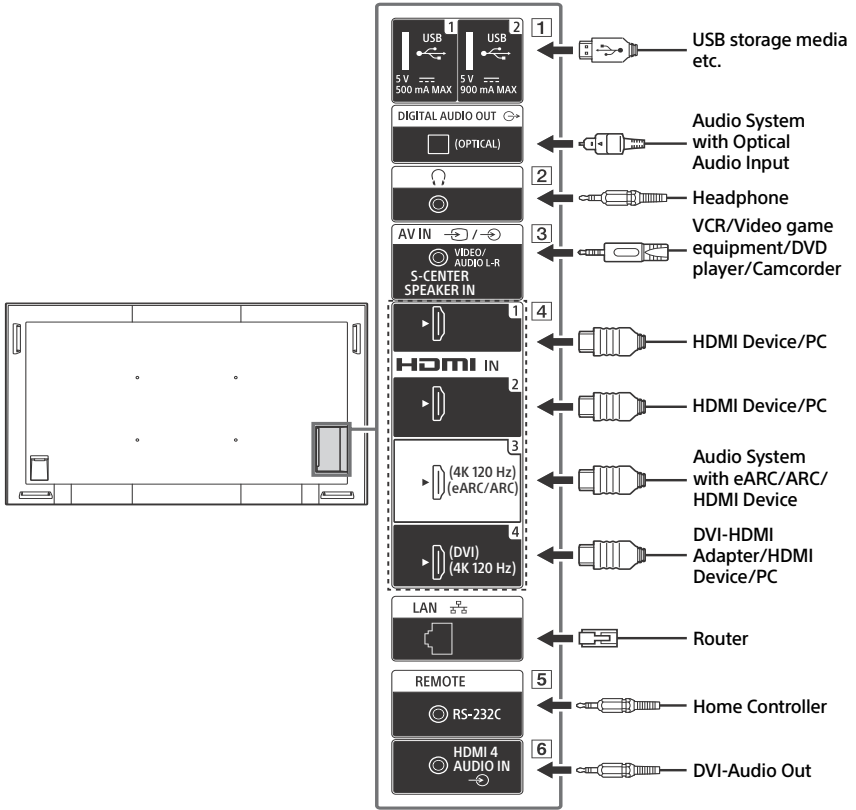 1
USB
5 V
500 mA MAX
2
USB
5 V
900 mA MAX
1
USB storage media
etc.
DIGITAL AUDIO OUT
(OPTICAL)
Audio System
with Optical
Audio Input
2
Headphone
AV IN /
VIDEO/
AUDIO L-R
S-CENTER
SPEAKER IN
3
VCR/Video game
equipment/DVD
player/Camcorder
1
4
HDMI Device/PC
HDMI IN
2
HDMI Device/PC
3
(4K 120 Hz)
(eARC/ARC)
Audio System
with eARC/ARC/
HDMI Device
4
(DVI)
(4K 120 Hz)
DVI-HDMI
Adapter/HDMI
Device/PC
LAN
Router
REMOTE
5
RS-232C
Home Controller
HDMI 4
AUDIO IN
6
DVI-Audio Out